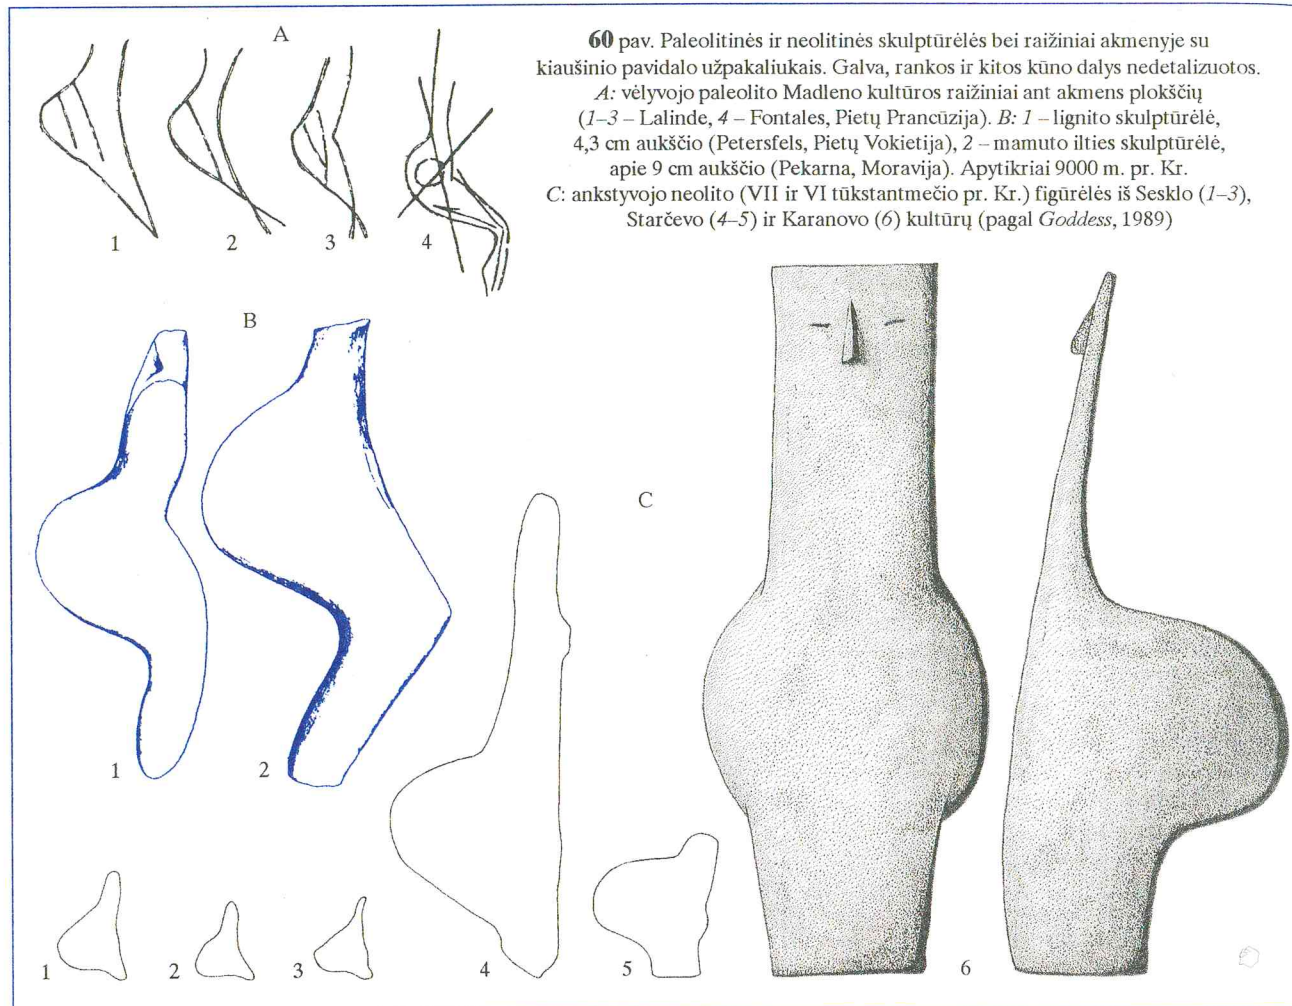 60 pav. Paleolitinės ir neolitinės skulptūrėlės bei raižiniai akmenyje su
kiaušinio pavidalo užpakaliukais. Galva, rankos ir kitos kūno dalys nedetalizuotos.
A: vėlyvojo paleolito Madleno kultūros raižiniai ant akmens plokščių
(1–3 – Lalinde, 4 – Fontales, Pietų Prancūzija). B: 1 – lignito skulptūrėlė,
4,3 cm aukščio (Petersfels, Pietų Vokietija), 2 – mamuto ilties skulptūrėlė,
apie 9 cm aukščio (Pekarna, Moravija). Apytikriai 9000 m. pr. Kr.
C: ankstyvojo neolito (VII ir VI tūkstantmečio pr. Kr.) figūrėlės iš Sesklo (1–3),
Starčevo (4–5) ir Karanovo (6) kultūrų (pagal Goddess, 1989)
A
1 2 3 4
B
1 2
C
1 2 3 4 5 6